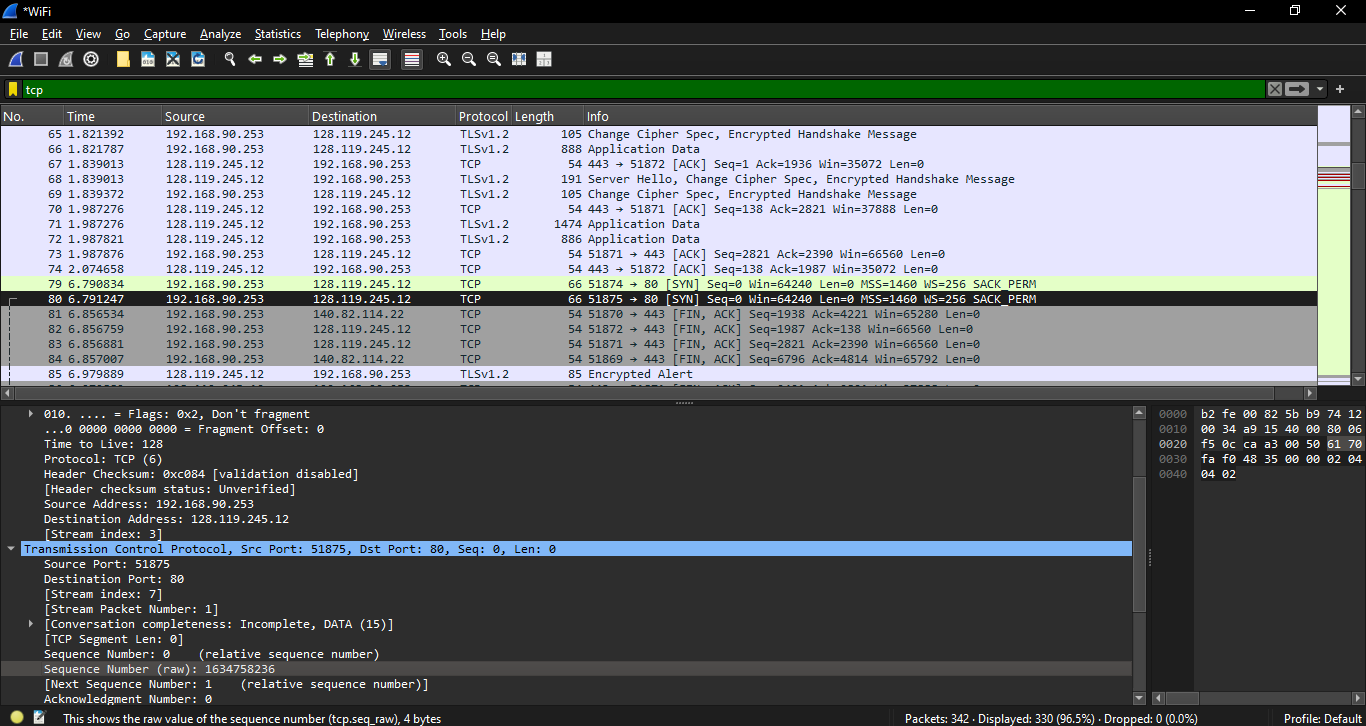 *WiFi
File Edit View Go Capture Analyze Statistics Telephony Wireless Tools Help
tcp
No. Time Source Destination Protocol Length Info
65 1.821392 192.168.90.253 128.119.245.12 TLSv1.2 105 Change Cipher Spec, Encrypted Handshake Message
66 1.821787 192.168.90.253 128.119.245.12 TLSv1.2 888 Application Data
67 1.839013 128.119.245.12 192.168.90.253 TCP 54 443 → 51872 [ACK] Seq=1 Ack=1936 Win=35072 Len=0
68 1.839013 128.119.245.12 192.168.90.253 TLSv1.2 191 Server Hello, Change Cipher Spec, Encrypted Handshake Message
69 1.839372 192.168.90.253 128.119.245.12 TLSv1.2 105 Change Cipher Spec, Encrypted Handshake Message
70 1.987276 128.119.245.12 192.168.90.253 TCP 54 443 → 51871 [ACK] Seq=138 Ack=2821 Win=37888 Len=0
71 1.987276 128.119.245.12 192.168.90.253 TLSv1.2 1474 Application Data
72 1.987821 128.119.245.12 192.168.90.253 TLSv1.2 886 Application Data
73 1.987876 192.168.90.253 128.119.245.12 TCP 54 51871 → 443 [ACK] Seq=2821 Ack=2390 Win=66560 Len=0
74 2.074658 128.119.245.12 192.168.90.253 TCP 54 443 → 51872 [ACK] Seq=138 Ack=1987 Win=35072 Len=0
79 6.790834 192.168.90.253 128.119.245.12 TCP 66 51874 → 80 [SYN] Seq=0 Win=64240 Len=0 MSS=1460 WS=256 SACK_PERM
80 6.791247 192.168.90.253 128.119.245.12 TCP 66 51875 → 80 [SYN] Seq=0 Win=64240 Len=0 MSS=1460 WS=256 SACK_PERM
81 6.856534 192.168.90.253 140.82.114.22 TCP 54 51870 → 443 [FIN, ACK] Seq=1938 Ack=4221 Win=65280 Len=0
82 6.856759 192.168.90.253 128.119.245.12 TCP 54 51872 → 443 [FIN, ACK] Seq=1987 Ack=138 Win=66560 Len=0
83 6.856881 192.168.90.253 128.119.245.12 TCP 54 51871 → 443 [FIN, ACK] Seq=2821 Ack=2390 Win=66560 Len=0
84 6.857007 192.168.90.253 140.82.114.22 TCP 54 51869 → 443 [FIN, ACK] Seq=6796 Ack=4814 Win=65792 Len=0
85 6.979889 128.119.245.12 192.168.90.253 TLSv1.2 85 Encrypted Alert
010. .... = Flags: 0x2, Don't fragment
...0 0000 0000 0000 = Fragment Offset: 0
Time to Live: 128
Protocol: TCP (6)
Header Checksum: 0xc084 [validation disabled]
[Header checksum status: Unverified]
Source Address: 192.168.90.253
Destination Address: 128.119.245.12
[Stream index: 3]
Transmission Control Protocol, Src Port: 51875, Dst Port: 80, Seq: 0, Len: 0
Source Port: 51875
Destination Port: 80
[Stream index: 7]
[Stream Packet Number: 1]
[Conversation completeness: Incomplete, DATA (15)]
[TCP Segment Len: 0]
Sequence Number: 0 (relative sequence number)
Sequence Number (raw): 1634758236
[Next Sequence Number: 1 (relative sequence number)]
Acknowledgment Number: 0
0000 b2 fe 00 82 5b b9 74 12
0010 00 34 a9 15 40 00 80 06
0020 f5 0c ca a3 00 50 61 70
0030 fa f0 48 35 00 00 02 04
0040 04 02
This shows the raw value of the sequence number (tcp.seq_raw), 4 bytes
Packets: 342 · Displayed: 330 (96.5%) · Dropped: 0 (0.0%)
Profile: Default